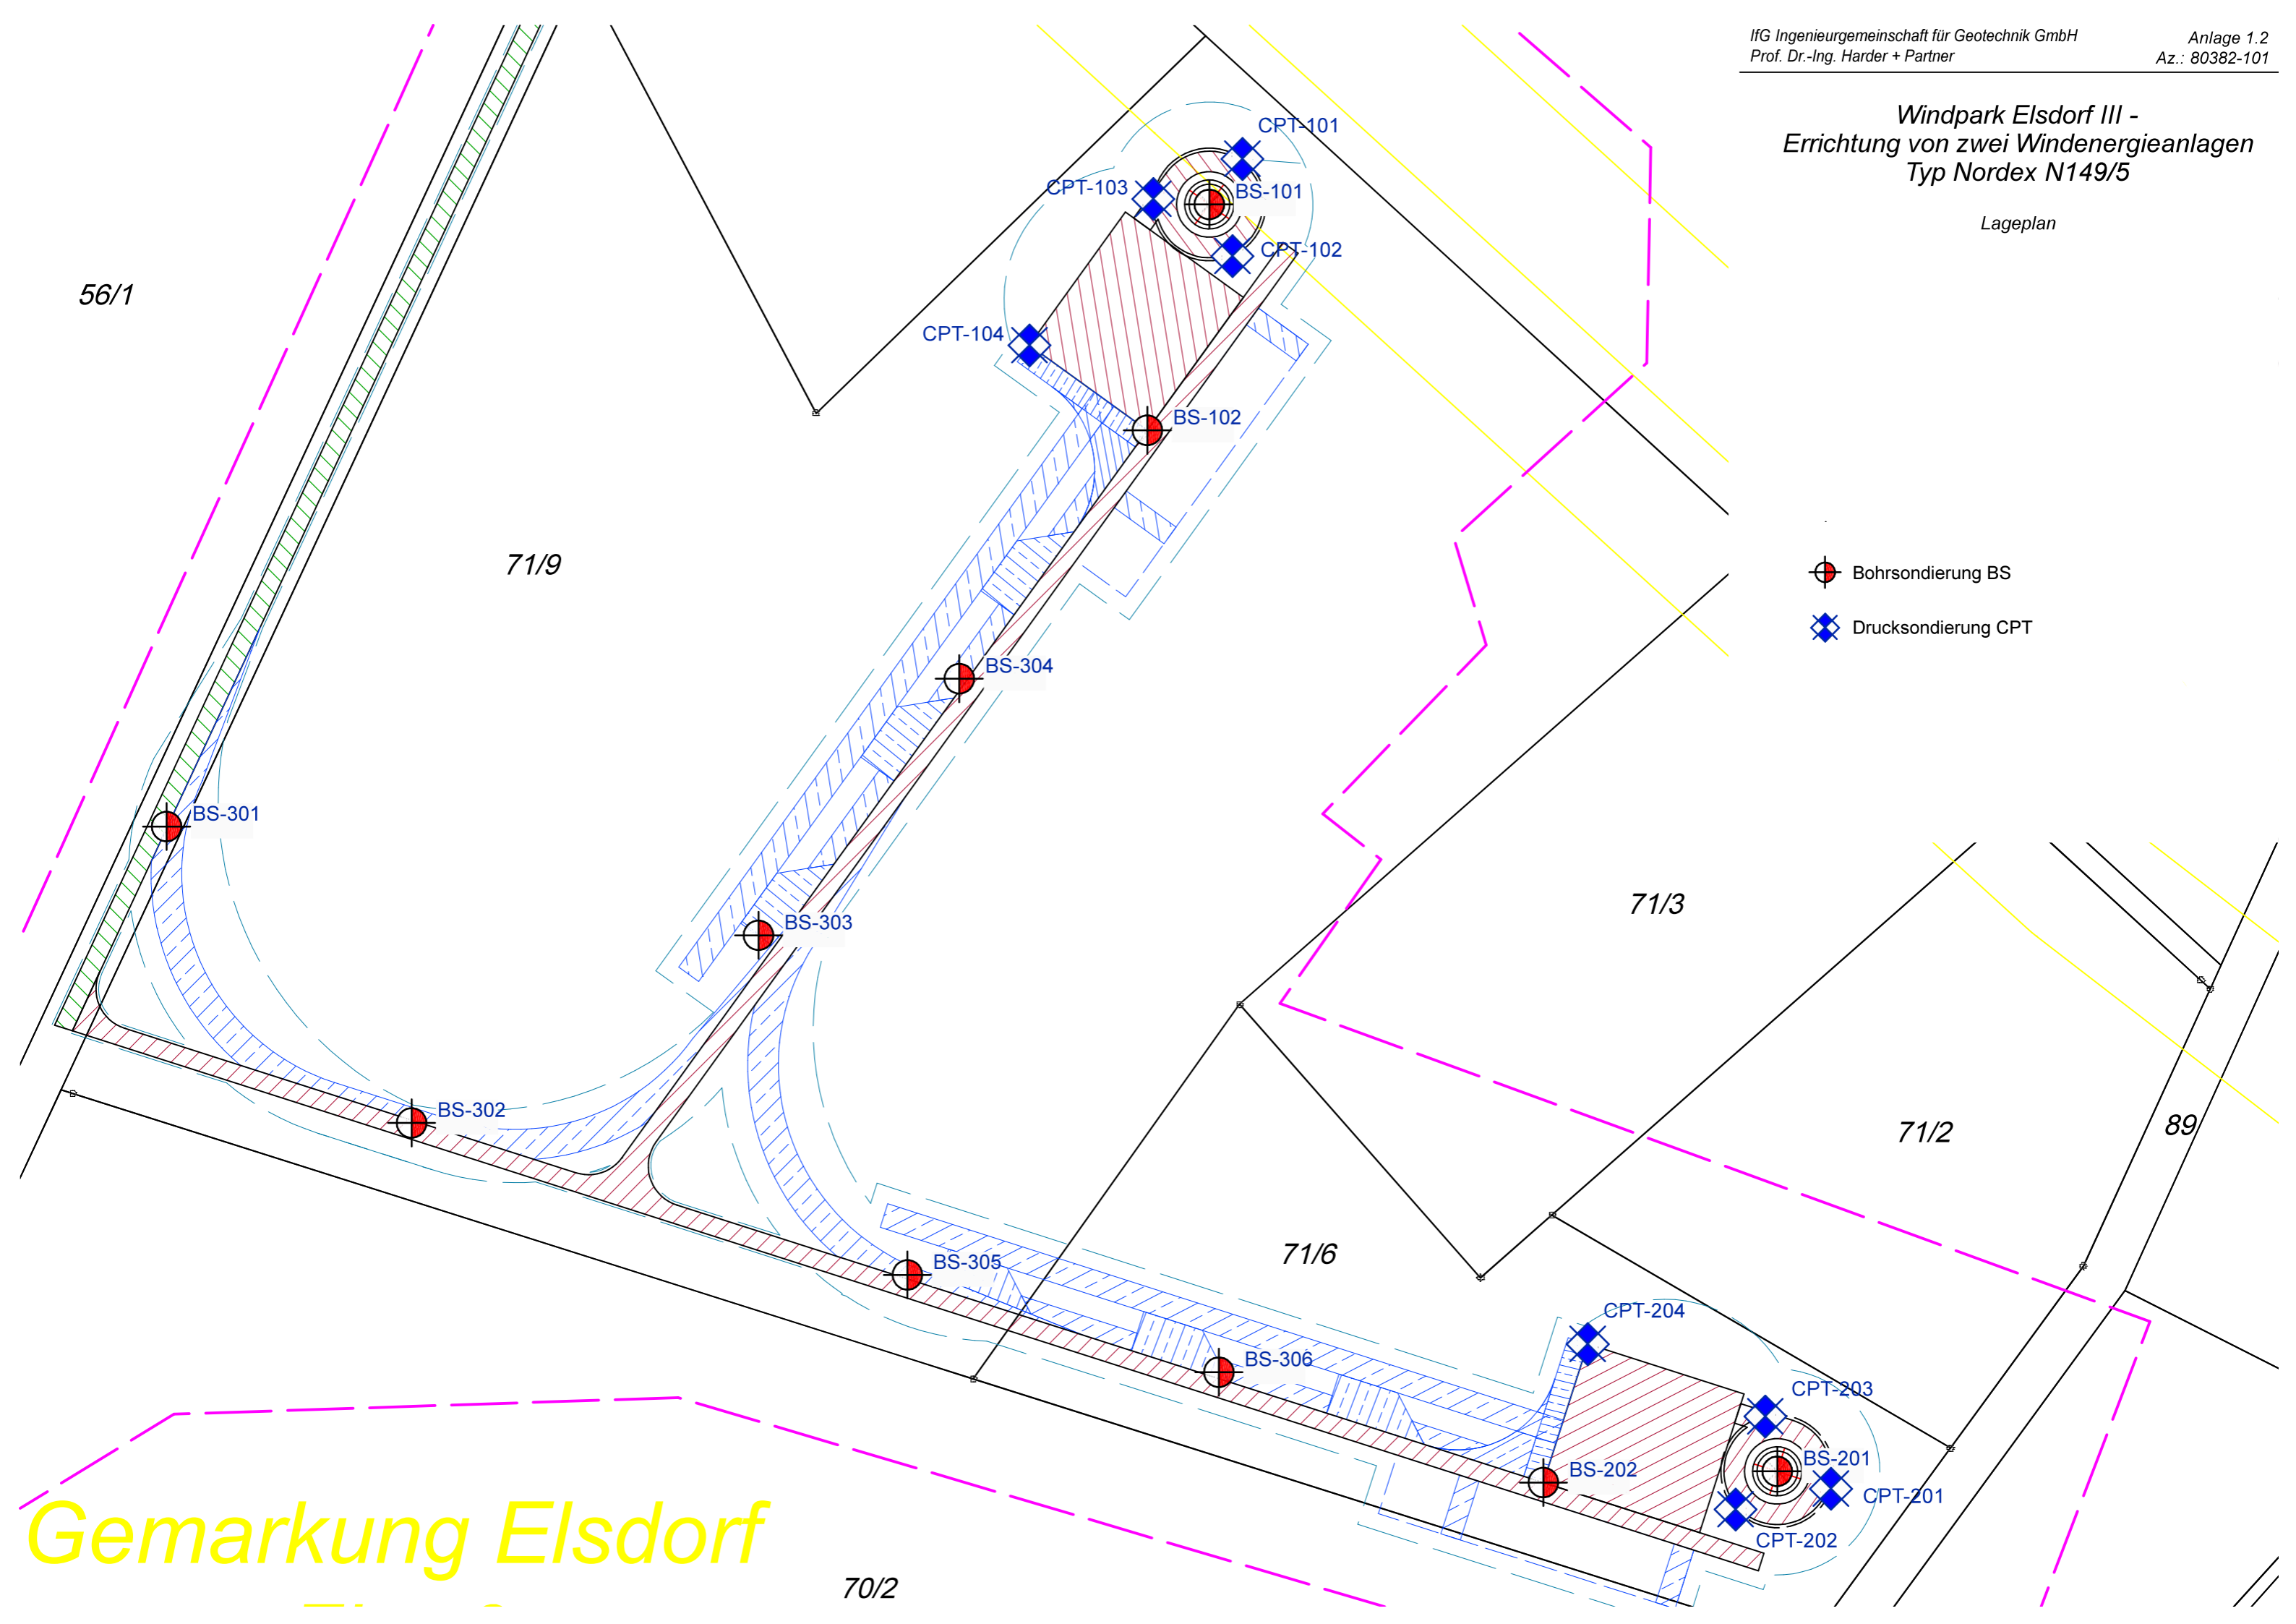 IfG Ingenieurgemeinschaft für Geotechnik GmbH
Prof. Dr.-Ing. Harder + Partner
Anlage 1.2
Az.: 80382-101
Windpark Elsdorf III -
Errichtung von zwei Windenergieanlagen
Typ Nordex N149/5
Lageplan
CPT-101
CPT-103
BS-101
CPT-102
56/1
CPT-104
BS-102
71/9
Bohrsondierung BS
Drucksondierung CPT
BS-304
BS-301
71/3
BS-303
BS-302
71/2
89
71/6
BS-305
CPT-204
BS-306
CPT-203
BS-201
BS-202
CPT-201
CPT-202
Gemarkung Elsdorf
70/2